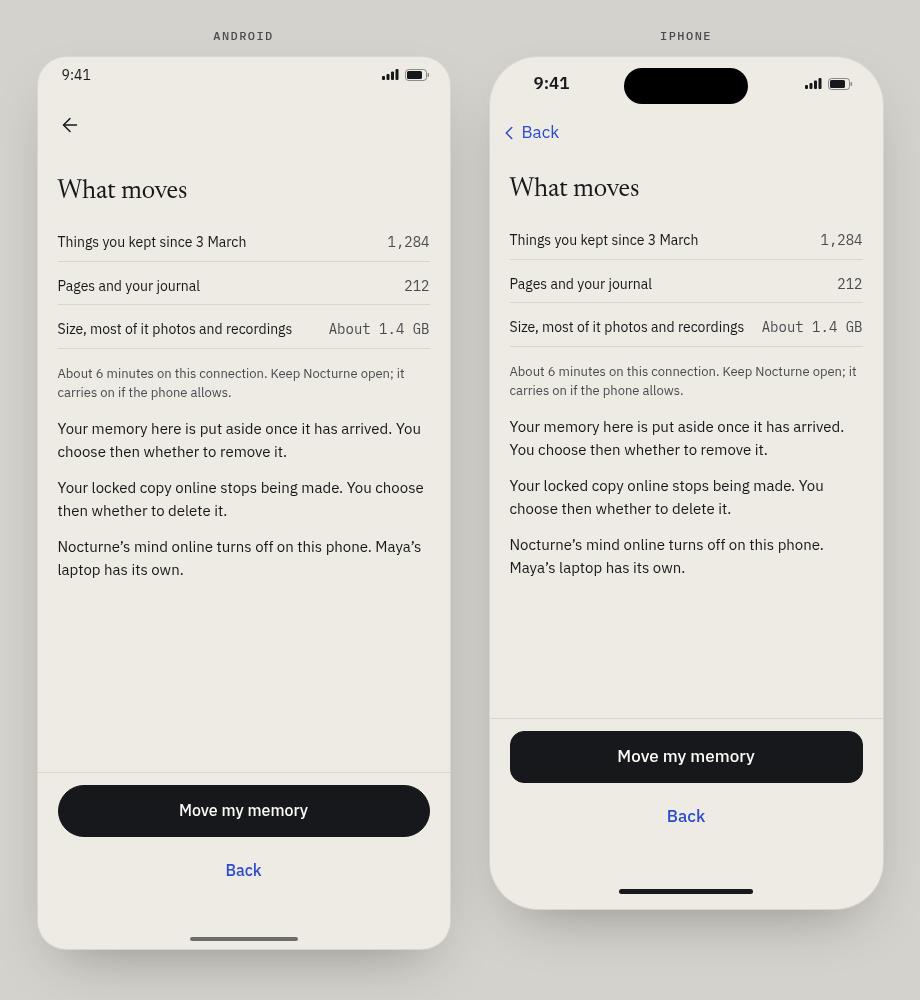 ANDROID
9:41
What moves
Things you kept since 3 March 1,284
Pages and your journal 212
Size, most of it photos and recordings About 1.4 GB
About 6 minutes on this connection. Keep Nocturne open; it
carries on if the phone allows.
Your memory here is put aside once it has arrived. You
choose then whether to remove it.
Your locked copy online stops being made. You choose
then whether to delete it.
Nocturne’s mind online turns off on this phone. Maya’s
laptop has its own.
Move my memory
Back
IPHONE
9:41
Back
What moves
Things you kept since 3 March 1,284
Pages and your journal 212
Size, most of it photos and recordings About 1.4 GB
About 6 minutes on this connection. Keep Nocturne open; it
carries on if the phone allows.
Your memory here is put aside once it has arrived.
You choose then whether to remove it.
Your locked copy online stops being made. You
choose then whether to delete it.
Nocturne’s mind online turns off on this phone.
Maya’s laptop has its own.
Move my memory
Back